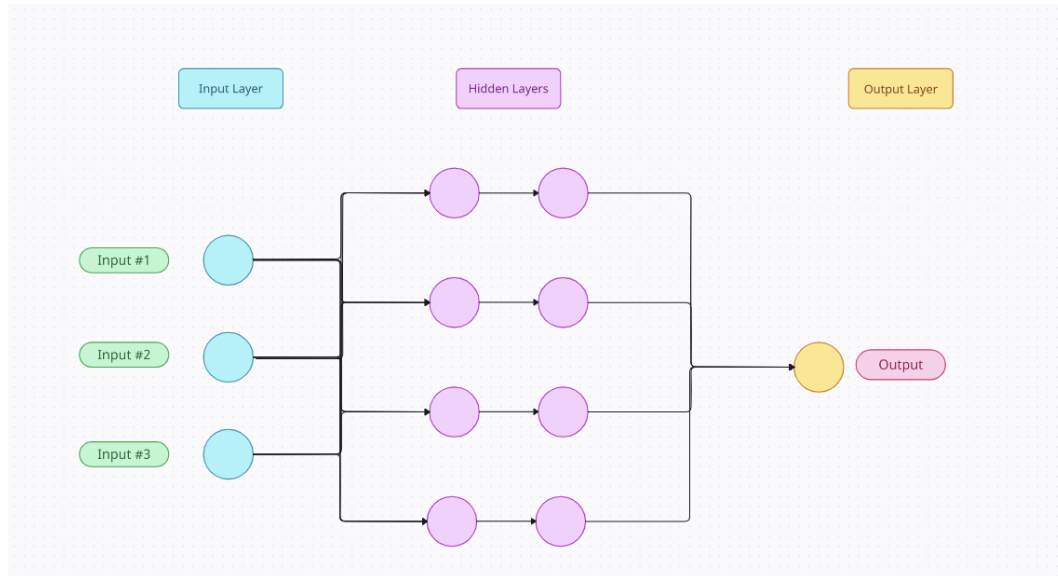 Input Layer
Hidden Layers
Output Layer
Input #1
Input #2
Output
Input #3